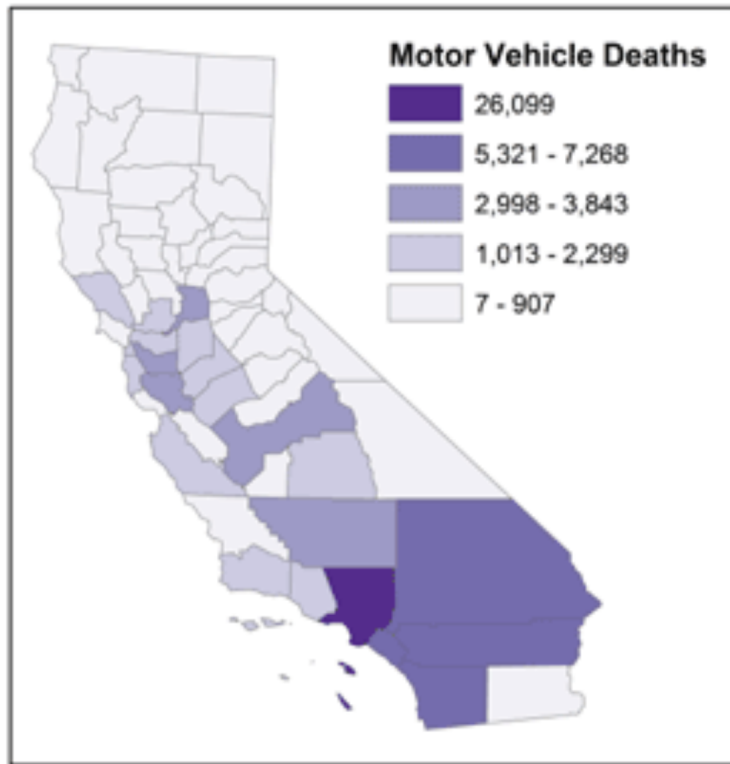 Motor Vehicle Deaths
26,099
5,321 - 7,268
2,998 - 3,843
1,013 - 2,299
7 - 907